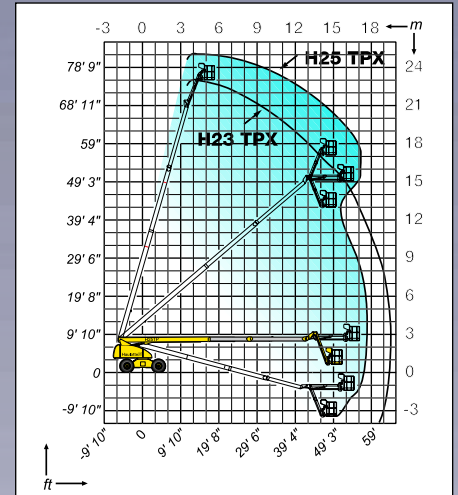 -3 0 3 6 9 12 15 18 m
78' 9" 24
H25 TPX
68' 11" 21
H23 TPX
59' 18
49' 3" 15
39' 4" 12
29' 6" 9
19' 8" 6
9' 10" 3
0 0
-9' 10" -3
-9' 10" 0 9' 10" 19' 8" 29' 6" 39' 4" 49' 3" 59'
ft